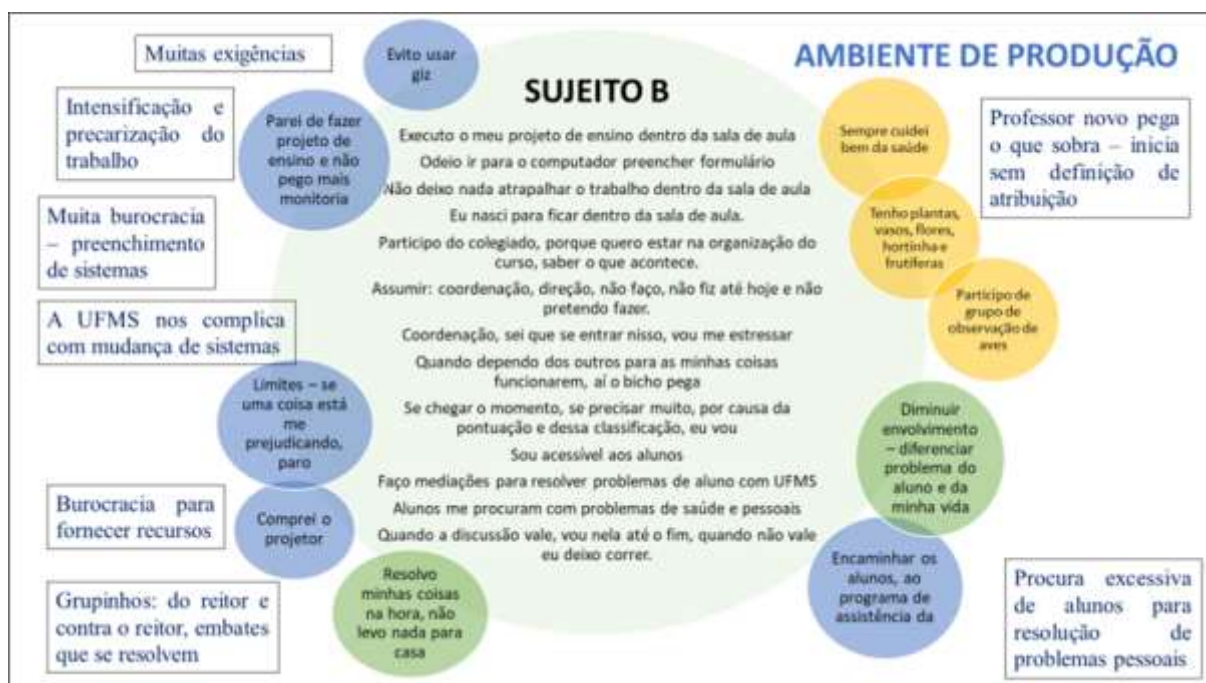 Muitas exigências
Evito usar
giz
AMBIENTE DE PRODUÇÃO
SUJEITO B
Intensificação e
precarização do
trabalho
Parei de fazer
projeto de
ensino e não
pego mais
monitoria
Muita burocracia
– preenchimento
de sistemas
A UFMS nos complica
com mudança de sistemas
Limites – se
uma coisa está
me
prejudicando,
paro
Burocracia para
fornecer recursos
Comprei o
projetor
Grupinhos: do reitor e
contra o reitor, embates
que se resolvem
Resolvo
minhas coisas
na hora, não
levo nada para
casa
Executo o meu projeto de ensino dentro da sala de aula
Odeio ir para o computador preencher formulário
Não deixo nada atrapalhar o trabalho dentro da sala de aula
Eu nasci para ficar dentro da sala de aula.
Participo do colegiado, porque quero estar na organização do
curso, saber o que acontece.
Assumir: coordenação, direção, não faço, não fiz até hoje e não
pretendo fazer.
Coordenação, sei que se entrar nisso, vou me estressar
Quando dependo dos outros para as minhas coisas
funcionarem, aí o bicho pega
Se chegar o momento, se precisar muito, por causa da
pontuação e dessa classificação, eu vou
Sou acessível aos alunos
Faço mediações para resolver problemas de aluno com UFMS
Alunos me procuram com problemas de saúde e pessoais
Quando a discussão vale, vou nela até o fim, quando não vale
eu deixo correr.
Sempre cuidei
bem da saúde
Tenho plantas,
vasos, flores,
hortinha e
frutíferas
Participo de
grupo de
observação de
aves
Diminuir
envolvimento
– diferenciar
problema do
aluno e da
minha vida
Encaminhar os
alunos, ao
programa de
assistência da
Professor novo pega
o que sobra – inicia
sem definição de
atribuição
Procura excessiva
de alunos para
resolução de
problemas pessoais